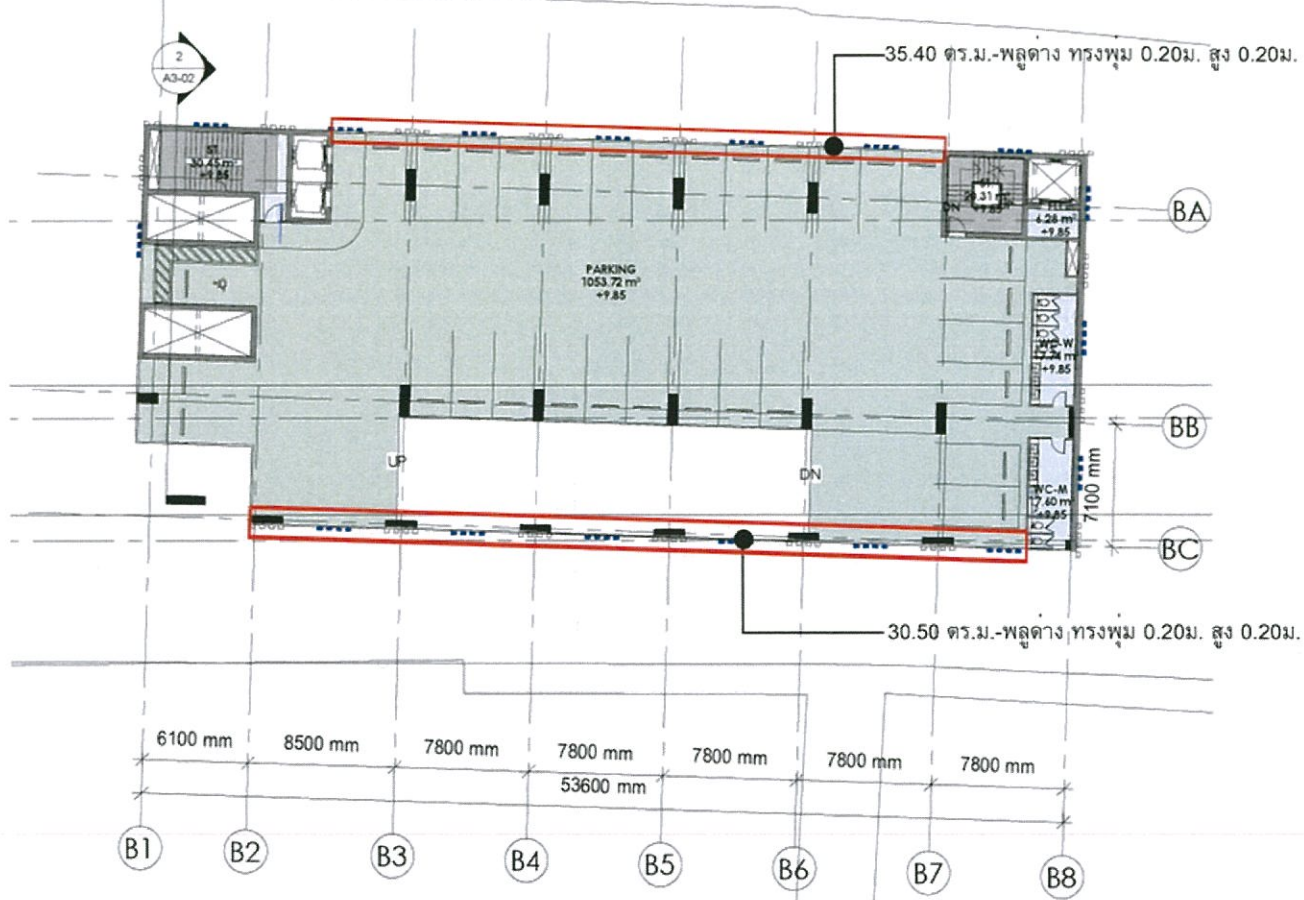 2
A3-02
35.40 ตร.ม.-พลูด่าง ทรงพุ่ม 0.20ม. สูง 0.20ม.
ST
30.45 m²
+9.85
BA
6.28 m²
+9.85
PARKING
1053.72 m²
+9.85
+9.85
BB
UP
DN
7100 mm
WC-M
+9.85
BC
30.50 ตร.ม.-พลูด่าง ทรงพุ่ม 0.20ม. สูง 0.20ม.
6100 mm
8500 mm
7800 mm
7800 mm
7800 mm
7800 mm
7800 mm
53600 mm
B1
B2
B3
B4
B5
B6
B7
B8